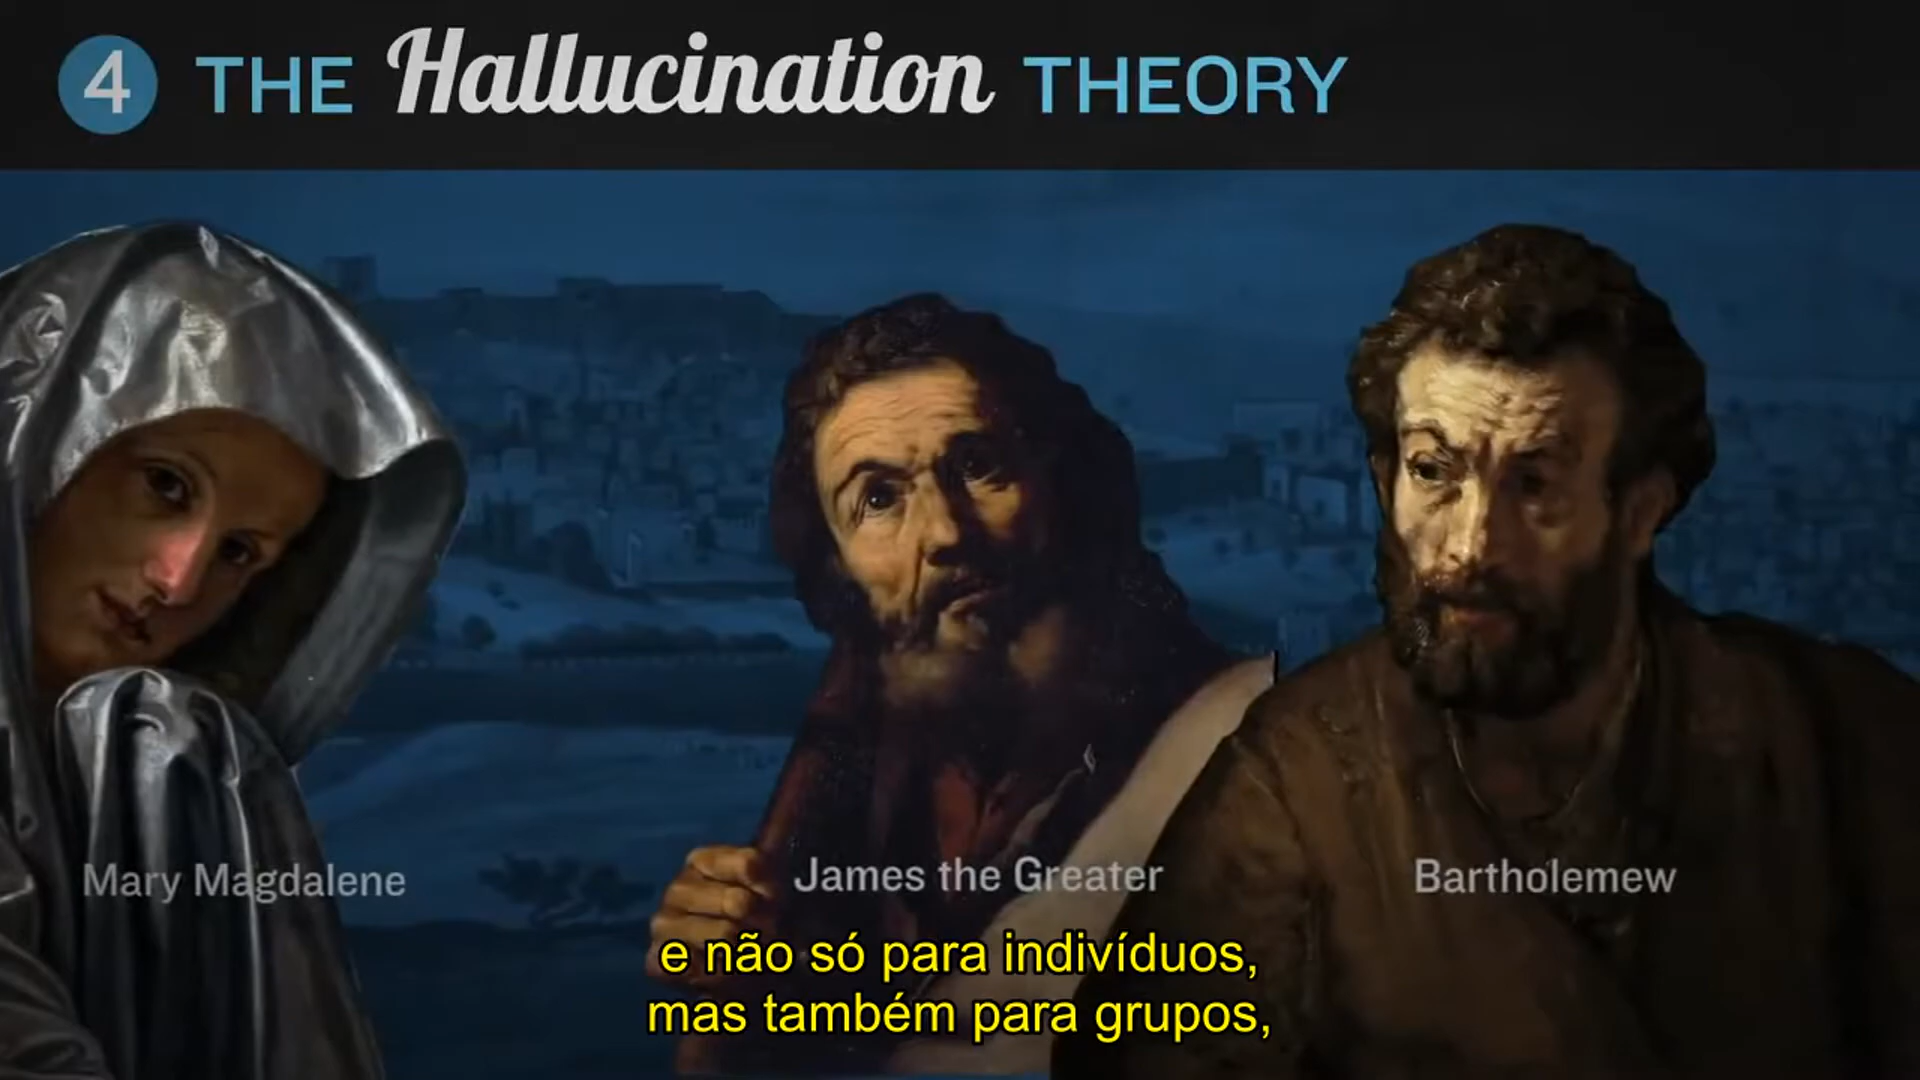 4 THE Hallucination THEORY
Mary Magdalene
James the Greater
Bartholemew
e não só para indivíduos,
mas também para grupos,